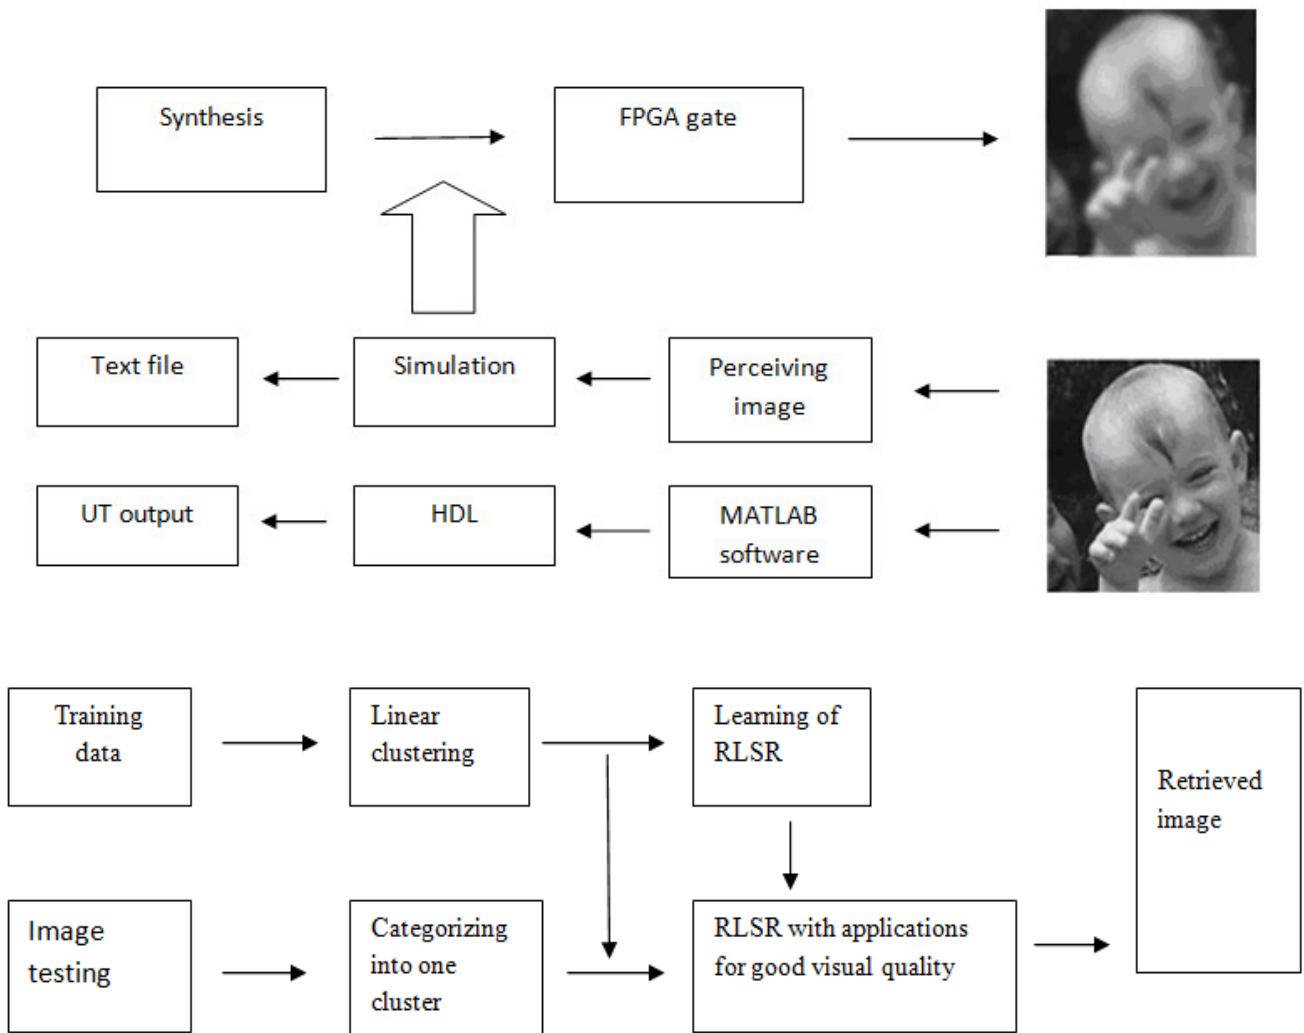 Synthesis
FPGA gate
Text file
Simulation
Perceiving
image
UT output
HDL
MATLAB
software
Training
data
Linear
clustering
Learning of
RLSR
Retrieved
image
Image
testing
Categorizing
into one
cluster
RLSR with applications
for good visual quality